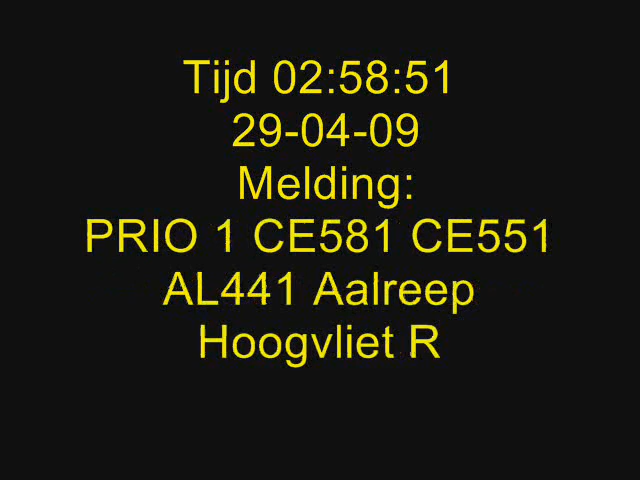 Tijd 02:58:51
29-04-09
Melding:
PRIO 1 CE581 CE551
AL441 Aalreep
Hoogvliet R